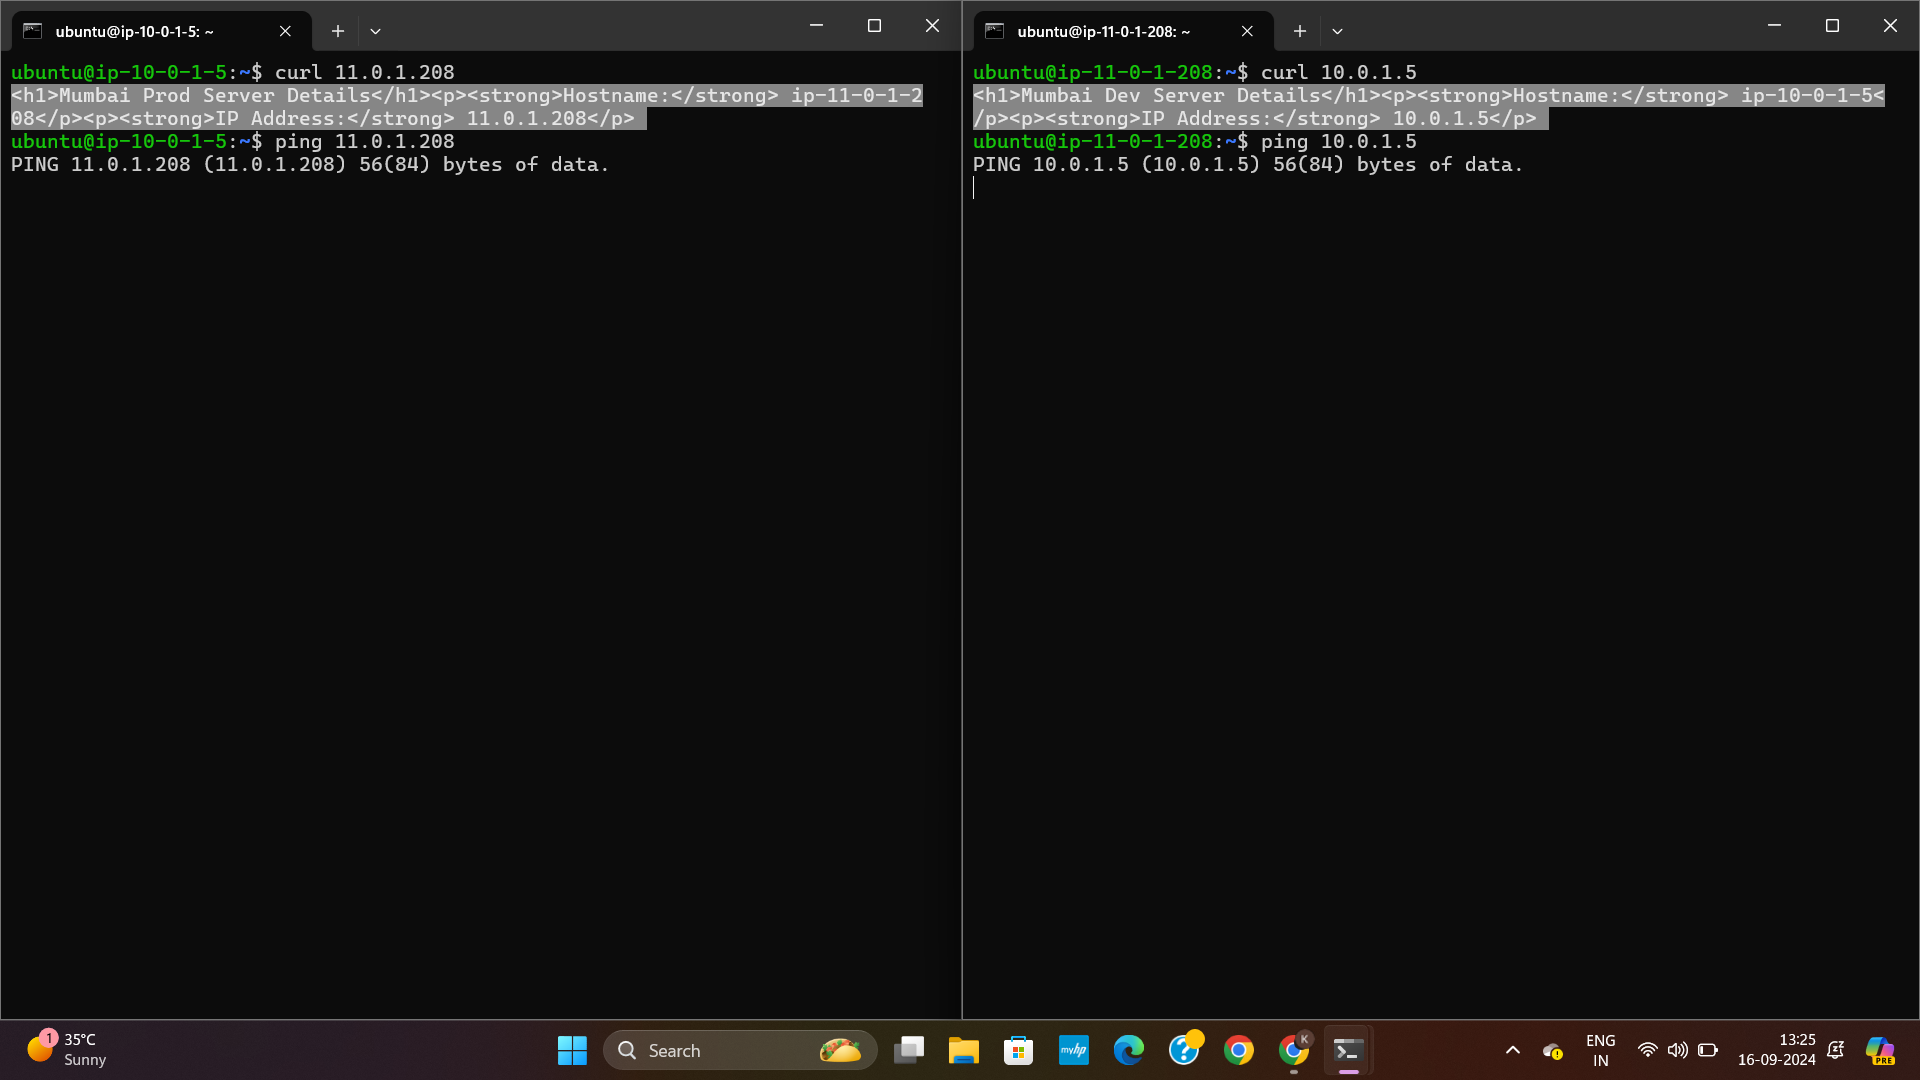 ubuntu@ip-10-0-1-5: ~
ubuntu@ip-10-0-1-5:~$ curl 11.0.1.208
<h1>Mumbai Prod Server Details</h1><p><strong>Hostname:</strong> ip-11-0-1-2
08</p><p><strong>IP Address:</strong> 11.0.1.208</p>
ubuntu@ip-10-0-1-5:~$ ping 11.0.1.208
PING 11.0.1.208 (11.0.1.208) 56(84) bytes of data.
ubuntu@ip-11-0-1-208: ~
ubuntu@ip-11-0-1-208:~$ curl 10.0.1.5
<h1>Mumbai Dev Server Details</h1><p><strong>Hostname:</strong> ip-10-0-1-5<
/p><p><strong>IP Address:</strong> 10.0.1.5</p>
ubuntu@ip-11-0-1-208:~$ ping 10.0.1.5
PING 10.0.1.5 (10.0.1.5) 56(84) bytes of data.
1
35°C
Sunny
Search
myhp
K
ENG
IN
13:25
16-09-2024
PRE